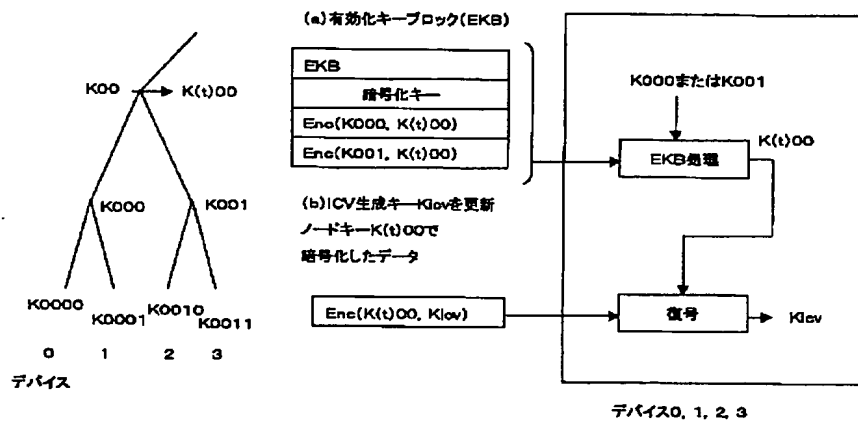 K00
K(t)00
K000
K001
K0000
K0001
K0010
K0011
0
1
2
3
デバイス
(a)有効化キーブロック(EKB)
EKB
暗号化キー
Enc(K000, K(t)00)
Enc(K001, K(t)00)
(b)ICV生成キーKicvを更新
ノードキーK(t)00で
暗号化したデータ
Enc(K(t)00, Kicv)
K000またはK001
EKB処理
K(t)00
復号
Kicv
デバイス0, 1, 2, 3